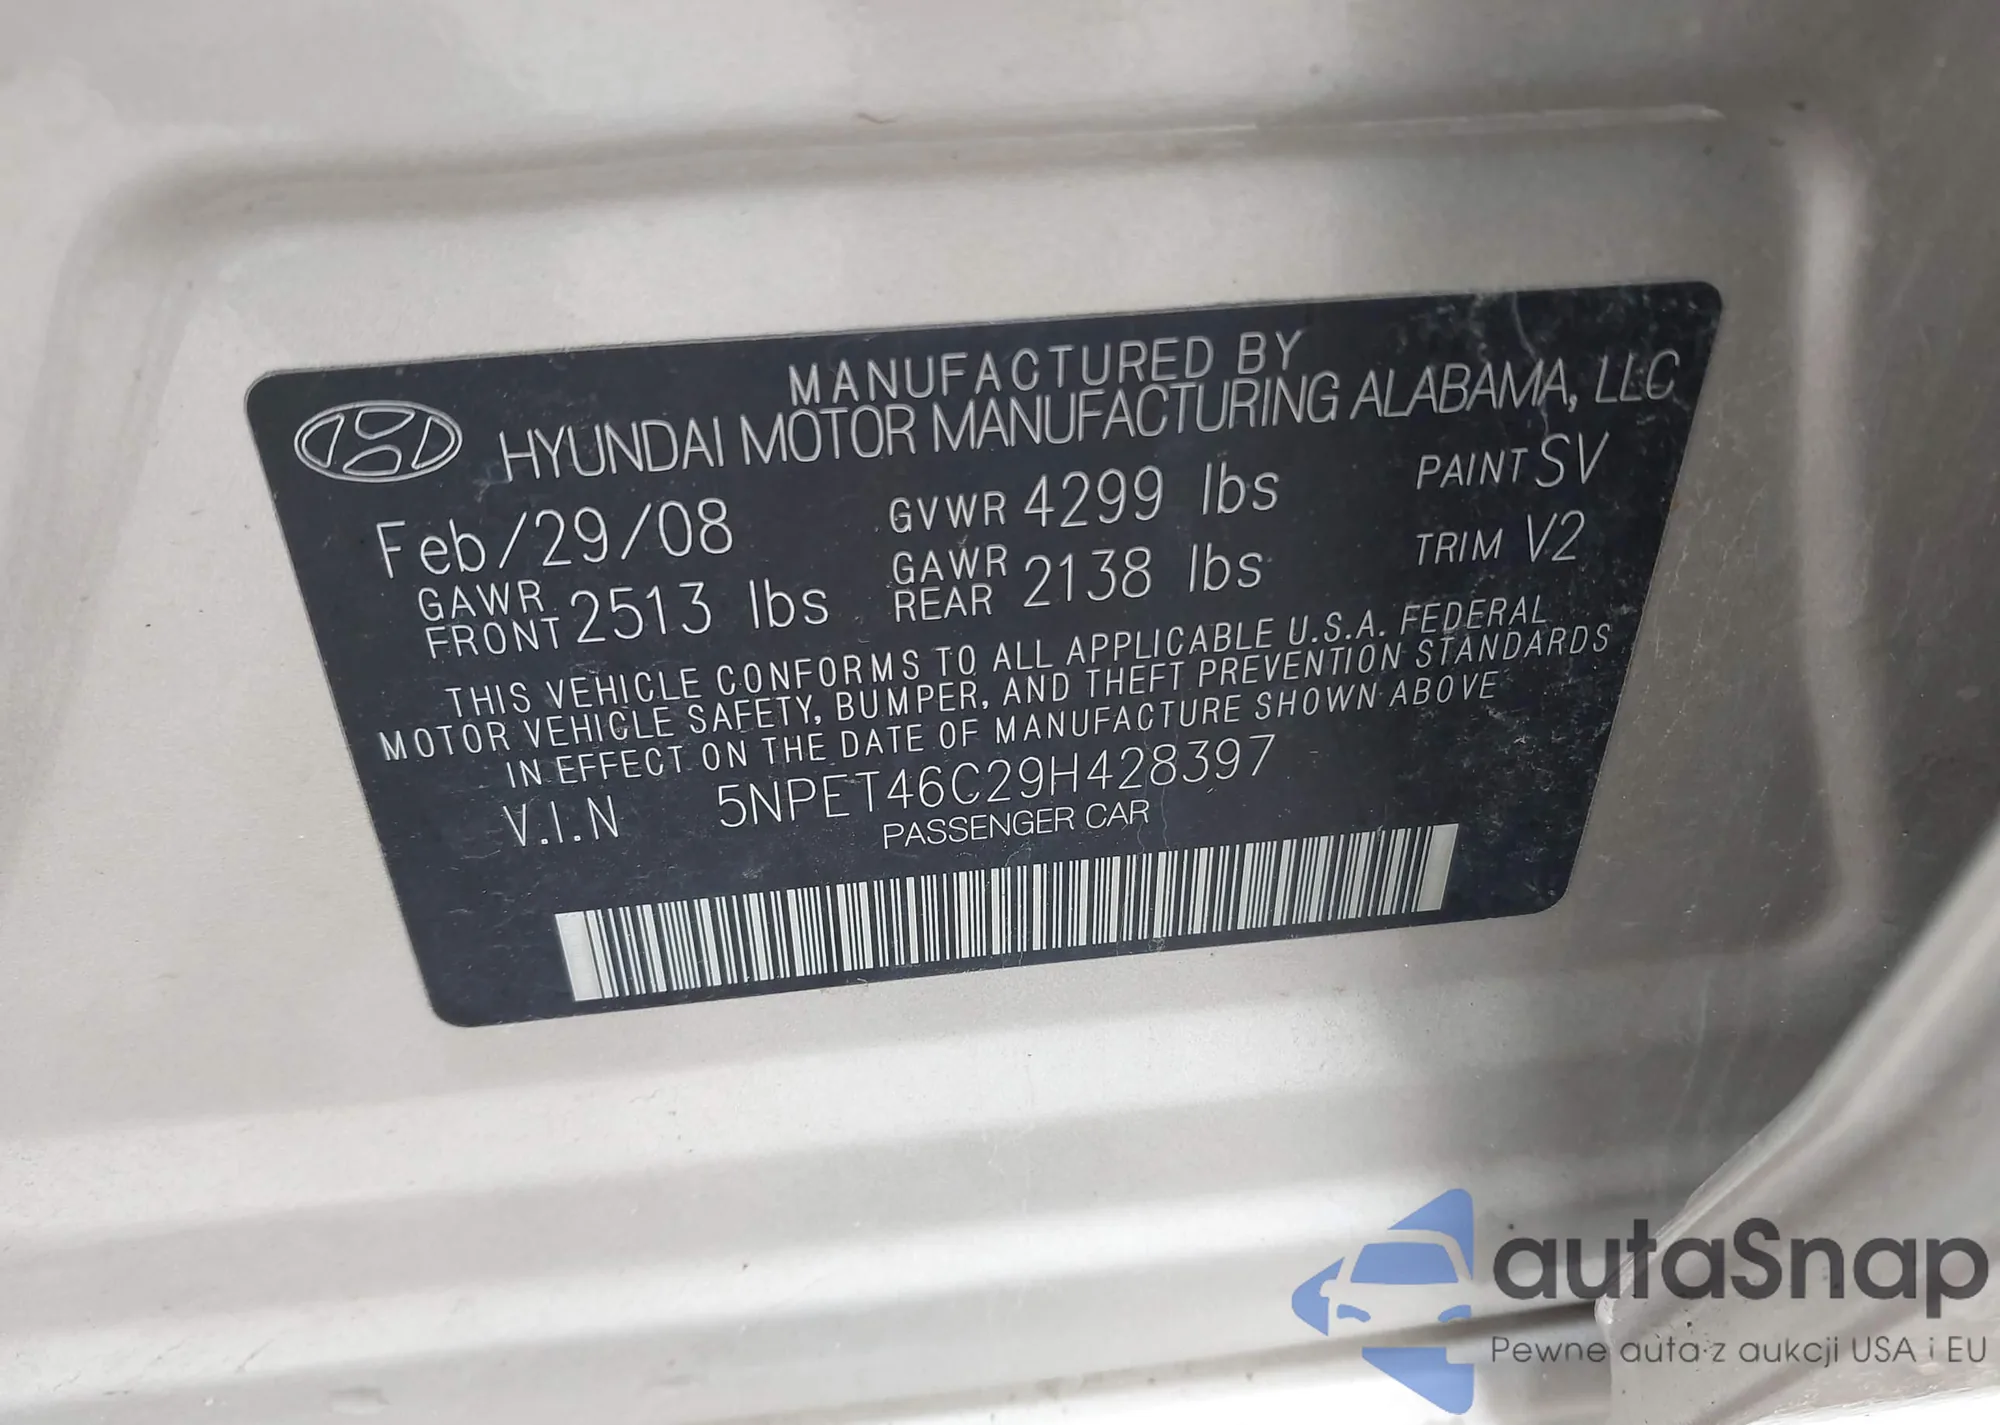 MANUFACTURED BY
HYUNDAI MOTOR MANUFACTURING ALABAMA, LLC
Feb/29/08 GVWR 4299 lbs PAINT SV
GAWR FRONT 2513 lbs GAWR REAR 2138 lbs TRIM V2
THIS VEHICLE CONFORMS TO ALL APPLICABLE U.S.A. FEDERAL
MOTOR VEHICLE SAFETY, BUMPER, AND THEFT PREVENTION STANDARDS
IN EFFECT ON THE DATE OF MANUFACTURE SHOWN ABOVE
V.I.N 5NPET46C29H428397
PASSENGER CAR
autaSnap
Pewne auta z aukcji USA i EU